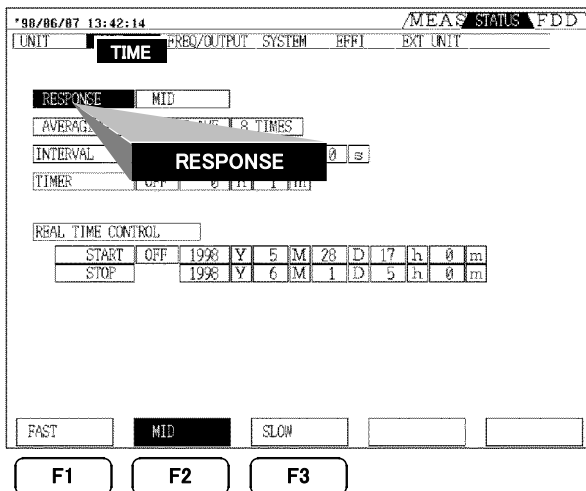 '98/06/07 13:42:14 MEAS STATUS FDD
UNIT TIME FREQ/OUTPUT SYSTEM EFFI EXT UNIT
RESPONSE MID
8 TIMES
INTERVAL 0 s
RESPONSE
TIMER OFF 0 h 1 m
REAL TIME CONTROL
START OFF 1998 Y 5 M 28 D 17 h 0 m
STOP 1998 Y 6 M 1 D 5 h 0 m
FAST MID SLOW
F1 F2 F3